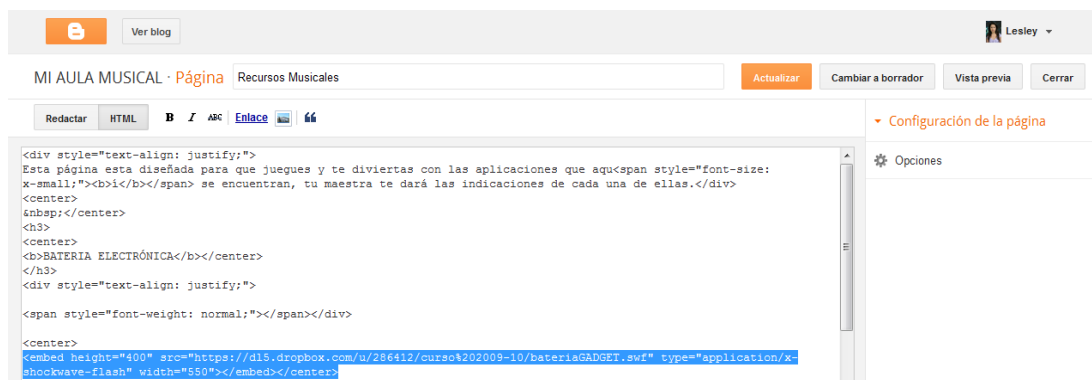 Ver blog
Lesley
MI AULA MUSICAL · Página Recursos Musicales Actualizar Cambiar a borrador Vista previa Cerrar
Redactar HTML B I ABC Enlace Configuración de la página
Opciones
<div style="text-align: justify;">
Esta página esta diseñada para que juegues y te diviertas con las aplicaciones que aqu<span style="font-size:
x-small;"><b>í</b></span> se encuentran, tu maestra te dará las indicaciones de cada una de ellas.</div>
<center>
&nbsp;</center>
<h3>
<center>
<b>BATERIA ELECTRÓNICA</b></center>
</h3>
<div style="text-align: justify;">
<span style="font-weight: normal;"></span></div>
<center>
<embed height="400" src="https://dl5.dropbox.com/u/286412/curso%202009-10/bateriaGADGET.swf" type="application/x-
shockwave-flash" width="550"></embed></center>